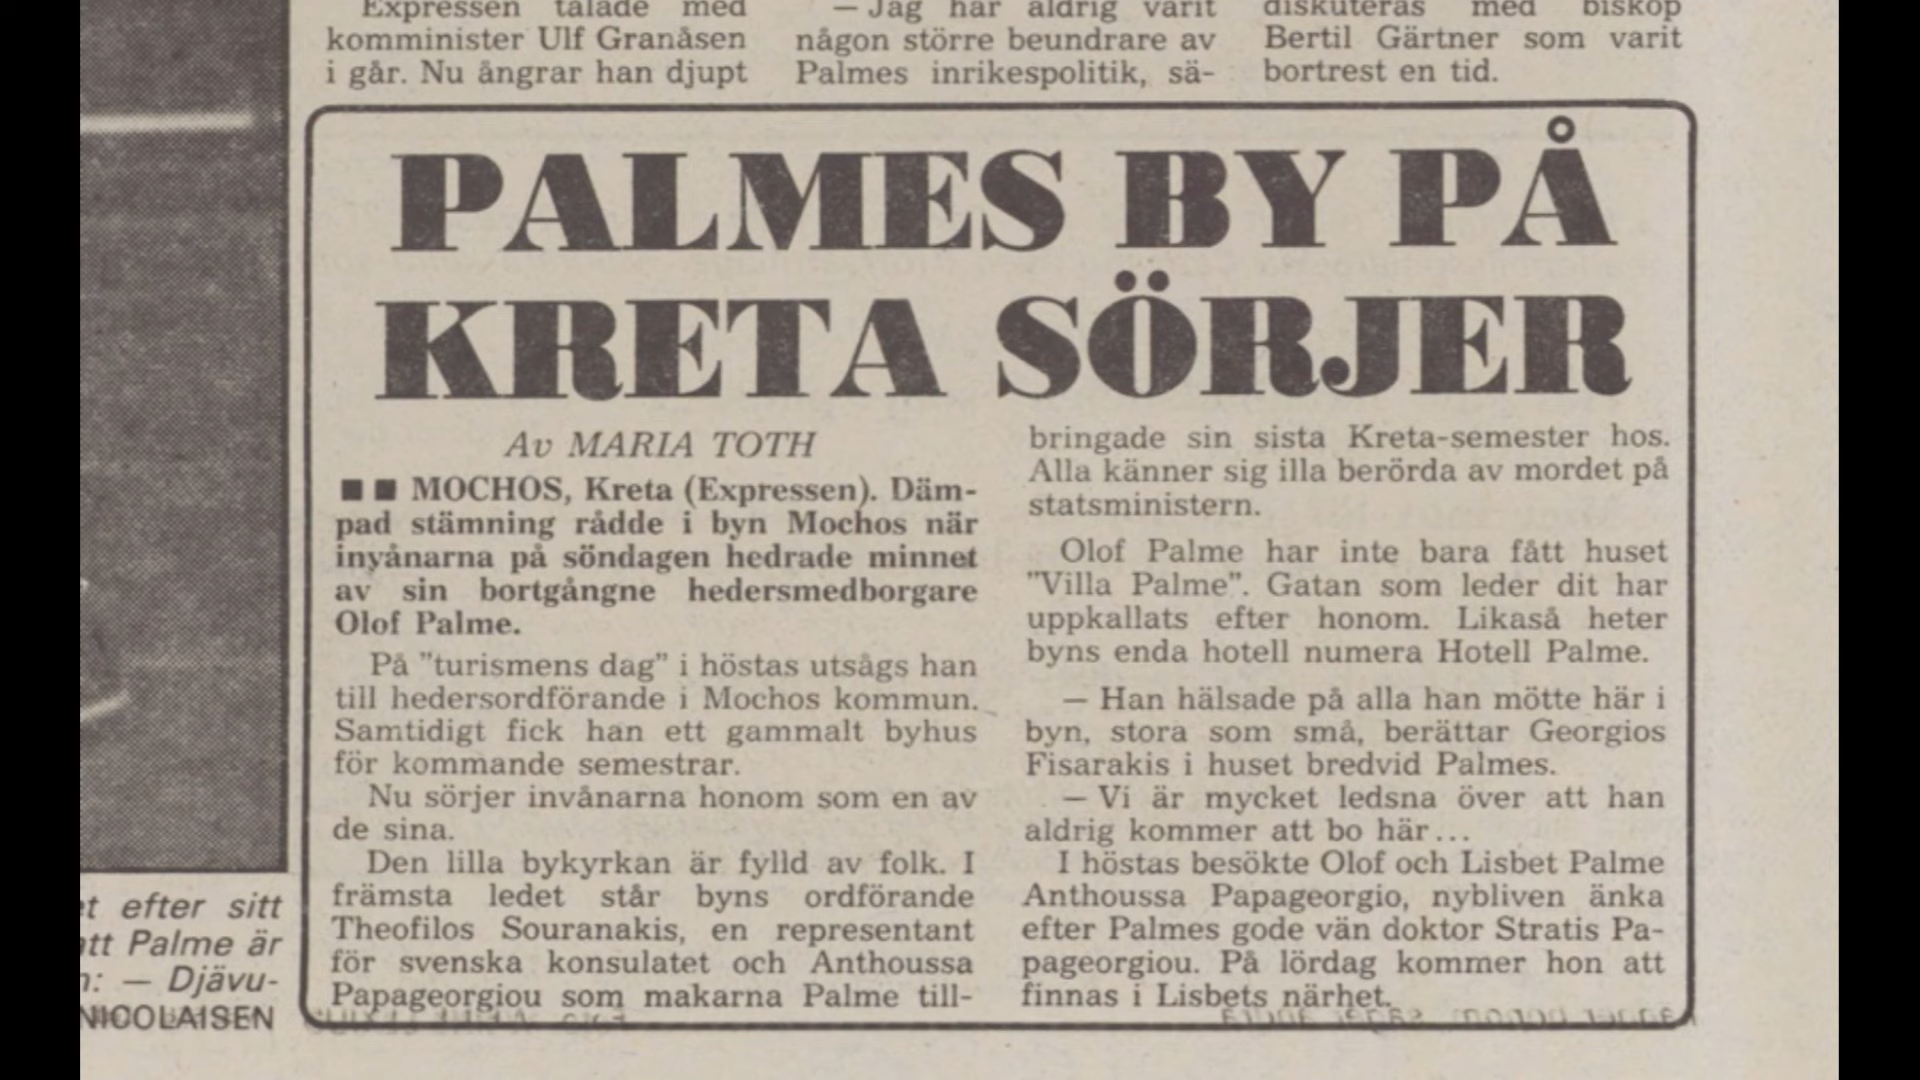 Expressen talade med
komminister Ulf Granåsen
i går. Nu ångrar han djupt
— Jag har aldrig varit
någon större beundrare av
Palmes inrikespolitik, sä-
diskuteras med biskop
Bertil Gärtner som varit
bortrest en tid.
PALMES BY PÅ
KRETA SÖRJER
Av MARIA TOTH
■ ■ MOCHOS, Kreta (Expressen). Däm-
pad stämning rådde i byn Mochos när
invånarna på söndagen hedrade minnet
av sin bortgångne hedersmedborgare
Olof Palme.
På "turismens dag" i höstas utsågs han
till hedersordförande i Mochos kommun.
Samtidigt fick han ett gammalt byhus
för kommande semestrar.
Nu sörjer invånarna honom som en av
de sina.
Den lilla bykyrkan är fylld av folk. I
främsta ledet står byns ordförande
Theofilos Souranakis, en representant
för svenska konsulatet och Anthoussa
Papageorgiou som makarna Palme till-
bringade sin sista Kreta-semester hos.
Alla känner sig illa berörda av mordet på
statsministern.
Olof Palme har inte bara fått huset
"Villa Palme". Gatan som leder dit har
uppkallats efter honom. Likaså heter
byns enda hotell numera Hotell Palme.
— Han hälsade på alla han mötte här i
byn, stora som små, berättar Georgios
Fisarakis i huset bredvid Palmes.
— Vi är mycket ledsna över att han
aldrig kommer att bo här...
I höstas besökte Olof och Lisbet Palme
Anthoussa Papageorgio, nybliven änka
efter Palmes gode vän doktor Stratis Pa-
pageorgiou. På lördag kommer hon att
finnas i Lisbets närhet.
efter sitt
att Palme är
: — Djävu-
NICOLAISEN